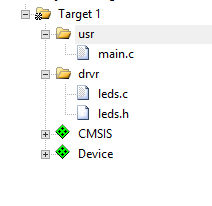 Target 1
usr
main.c
drvr
leds.c
leds.h
CMSIS
Device